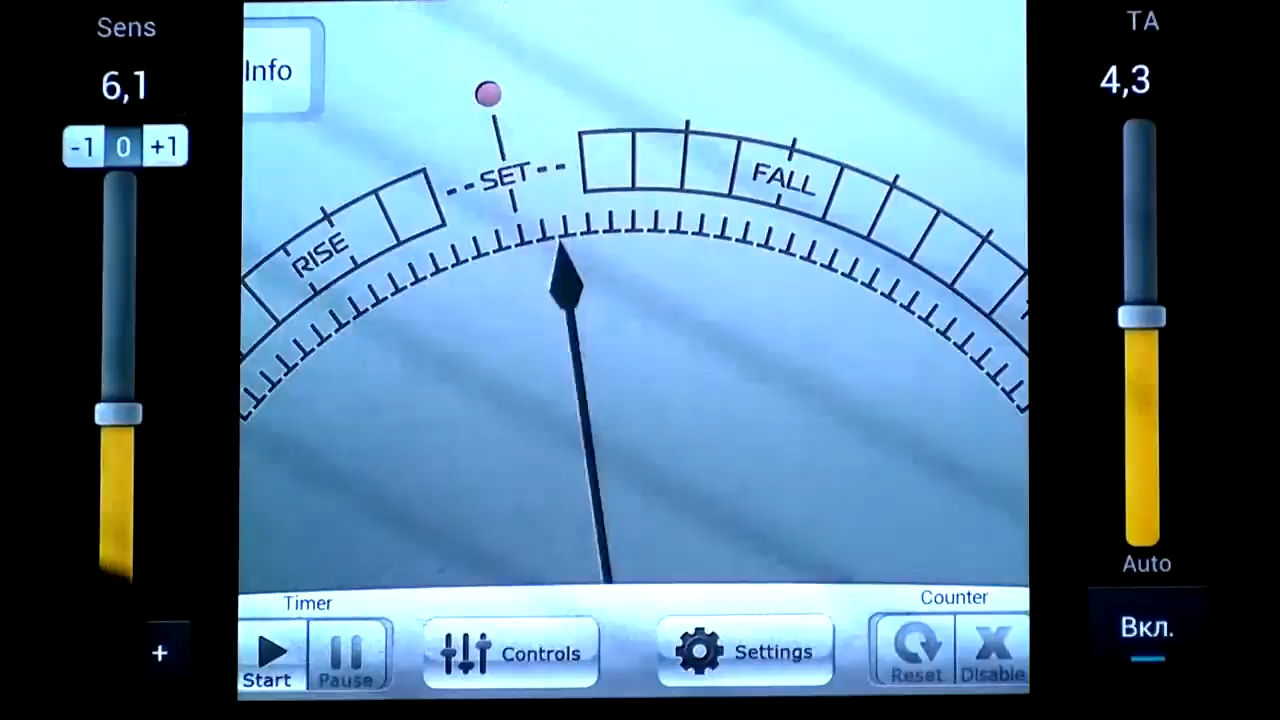 Sens
TA
6,1
4,3
Info
-1 0 +1
SET
FALL
RISE
Auto
Timer
Counter
Вкл.
+
Start
Pause
Controls
Settings
Reset
Disable